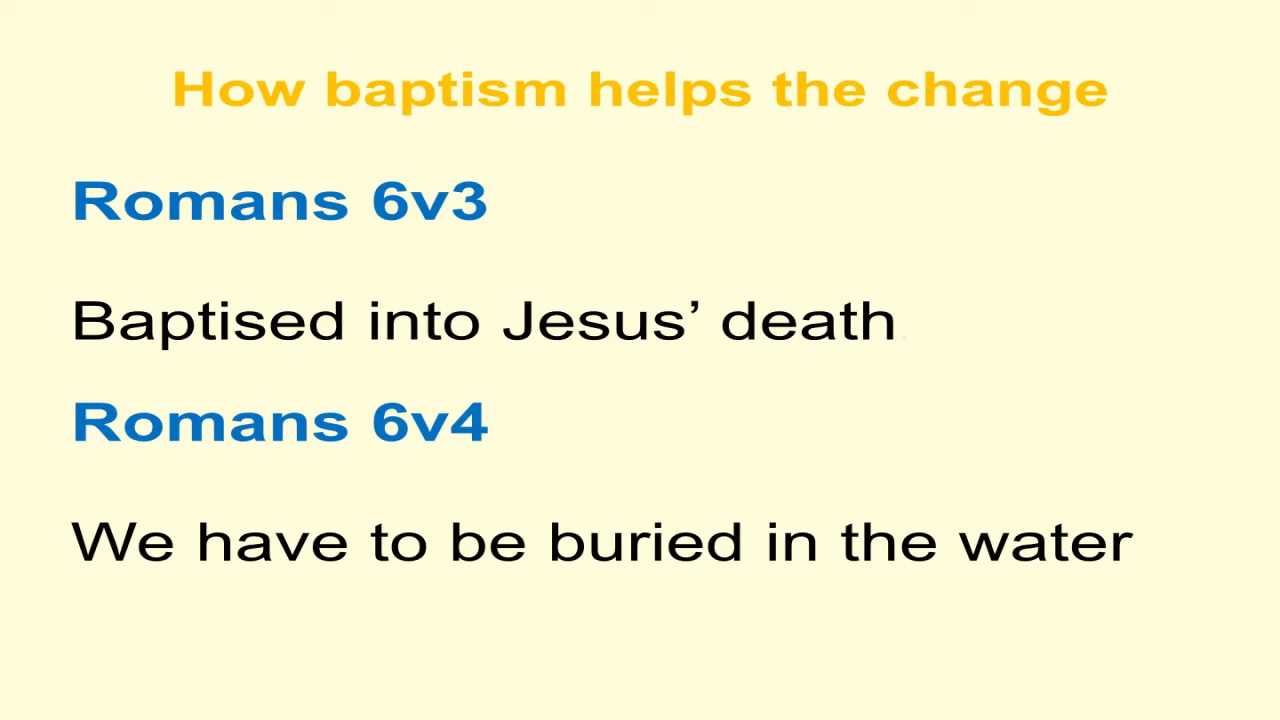 How baptism helps the change
Romans 6v3
Baptised into Jesus’ death.
Romans 6v4
We have to be buried in the water